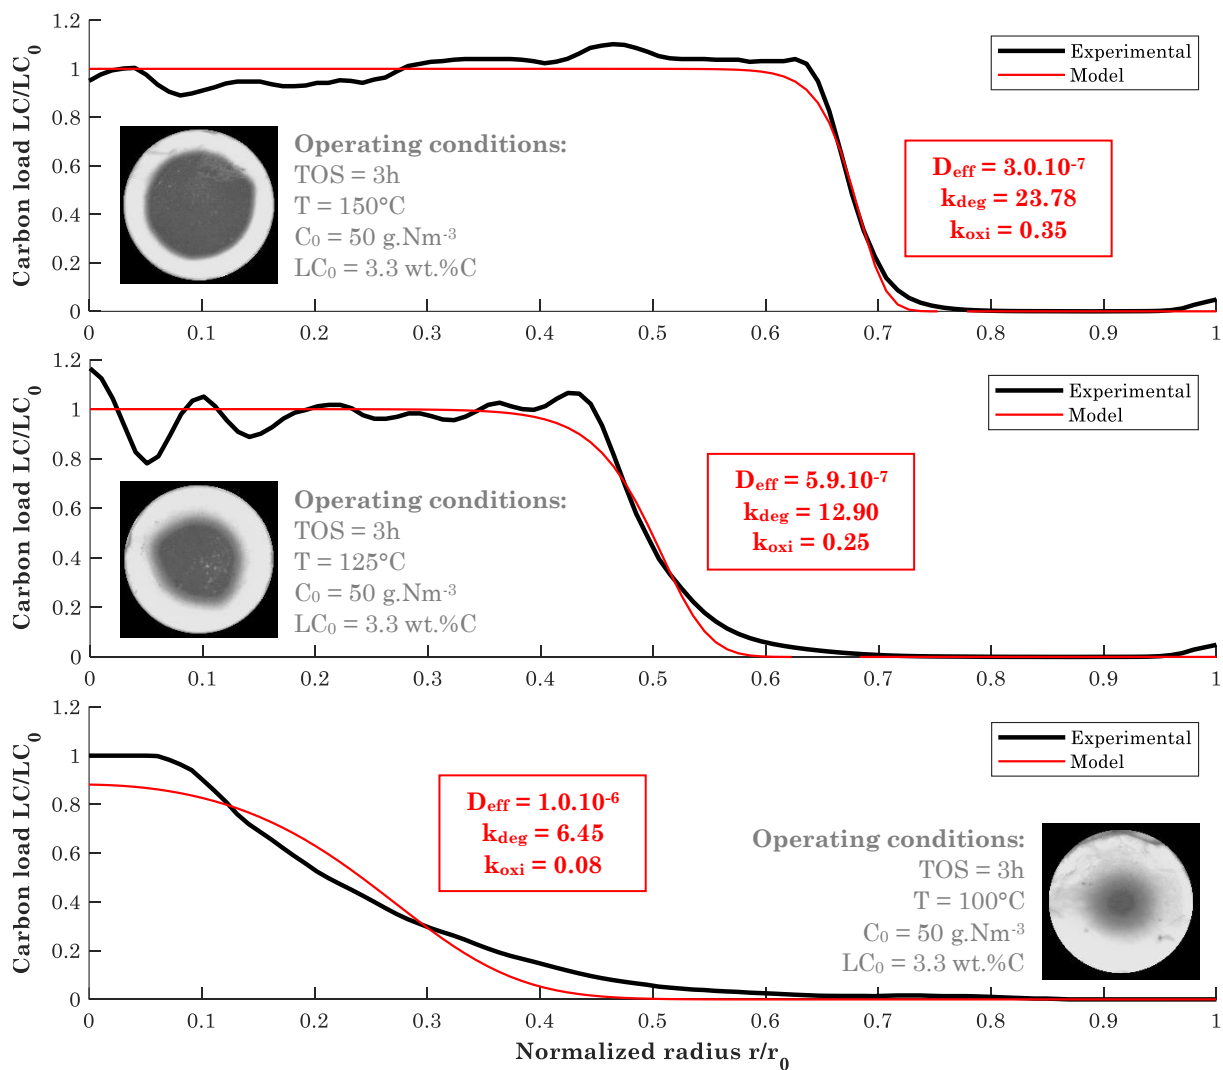 1.2
1
0.8
0.6
0.4
0.2
0
Carbon load LC/LC₀
Experimental
Model
Operating conditions:
TOS = 3h
T = 150°C
C₀ = 50 g.Nm⁻³
LC₀ = 3.3 wt.%C
D_eff = 3.0.10⁻⁷
k_deg = 23.78
k_oxi = 0.35
0 0.1 0.2 0.3 0.4 0.5 0.6 0.7 0.8 0.9 1
1.2
1
0.8
0.6
0.4
0.2
0
Carbon load LC/LC₀
Experimental
Model
Operating conditions:
TOS = 3h
T = 125°C
C₀ = 50 g.Nm⁻³
LC₀ = 3.3 wt.%C
D_eff = 5.9.10⁻⁷
k_deg = 12.90
k_oxi = 0.25
0 0.1 0.2 0.3 0.4 0.5 0.6 0.7 0.8 0.9 1
1.2
1
0.8
0.6
0.4
0.2
0
Carbon load LC/LC₀
Experimental
Model
D_eff = 1.0.10⁻⁶
k_deg = 6.45
k_oxi = 0.08
Operating conditions:
TOS = 3h
T = 100°C
C₀ = 50 g.Nm⁻³
LC₀ = 3.3 wt.%C
0 0.1 0.2 0.3 0.4 0.5 0.6 0.7 0.8 0.9 1
Normalized radius r/r₀